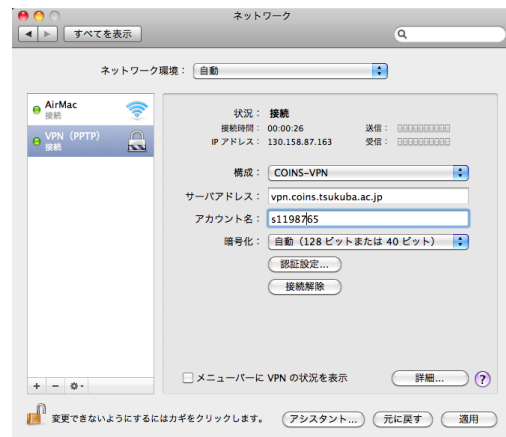 ネットワーク
すべてを表示
ネットワーク環境： 自動
AirMac
接続
VPN（PPTP）
接続
状況： 接続
接続時間： 00:00:26 送信：
IP アドレス： 130.158.87.163 受信：
構成： COINS-VPN
サーバアドレス： vpn.coins.tsukuba.ac.jp
アカウント名： s1198765
暗号化： 自動（128 ビットまたは 40 ビット）
認証設定...
接続解除
メニューバーに VPN の状況を表示 詳細... ?
+ −
変更できないようにするにはカギをクリックします。 アシスタント... 元に戻す 適用